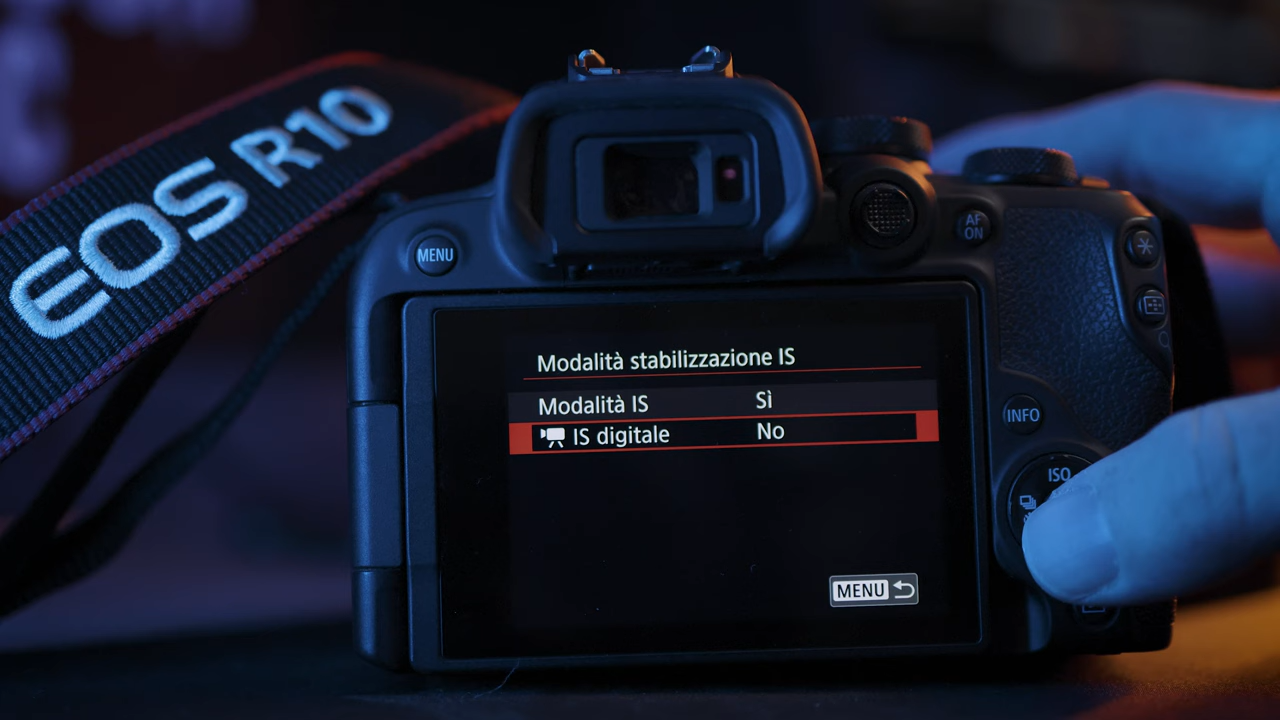 EOS R10
MENU
AF
ON
Modalità stabilizzazione IS
Modalità IS Sì
IS digitale No
INFO
ISO
MENU